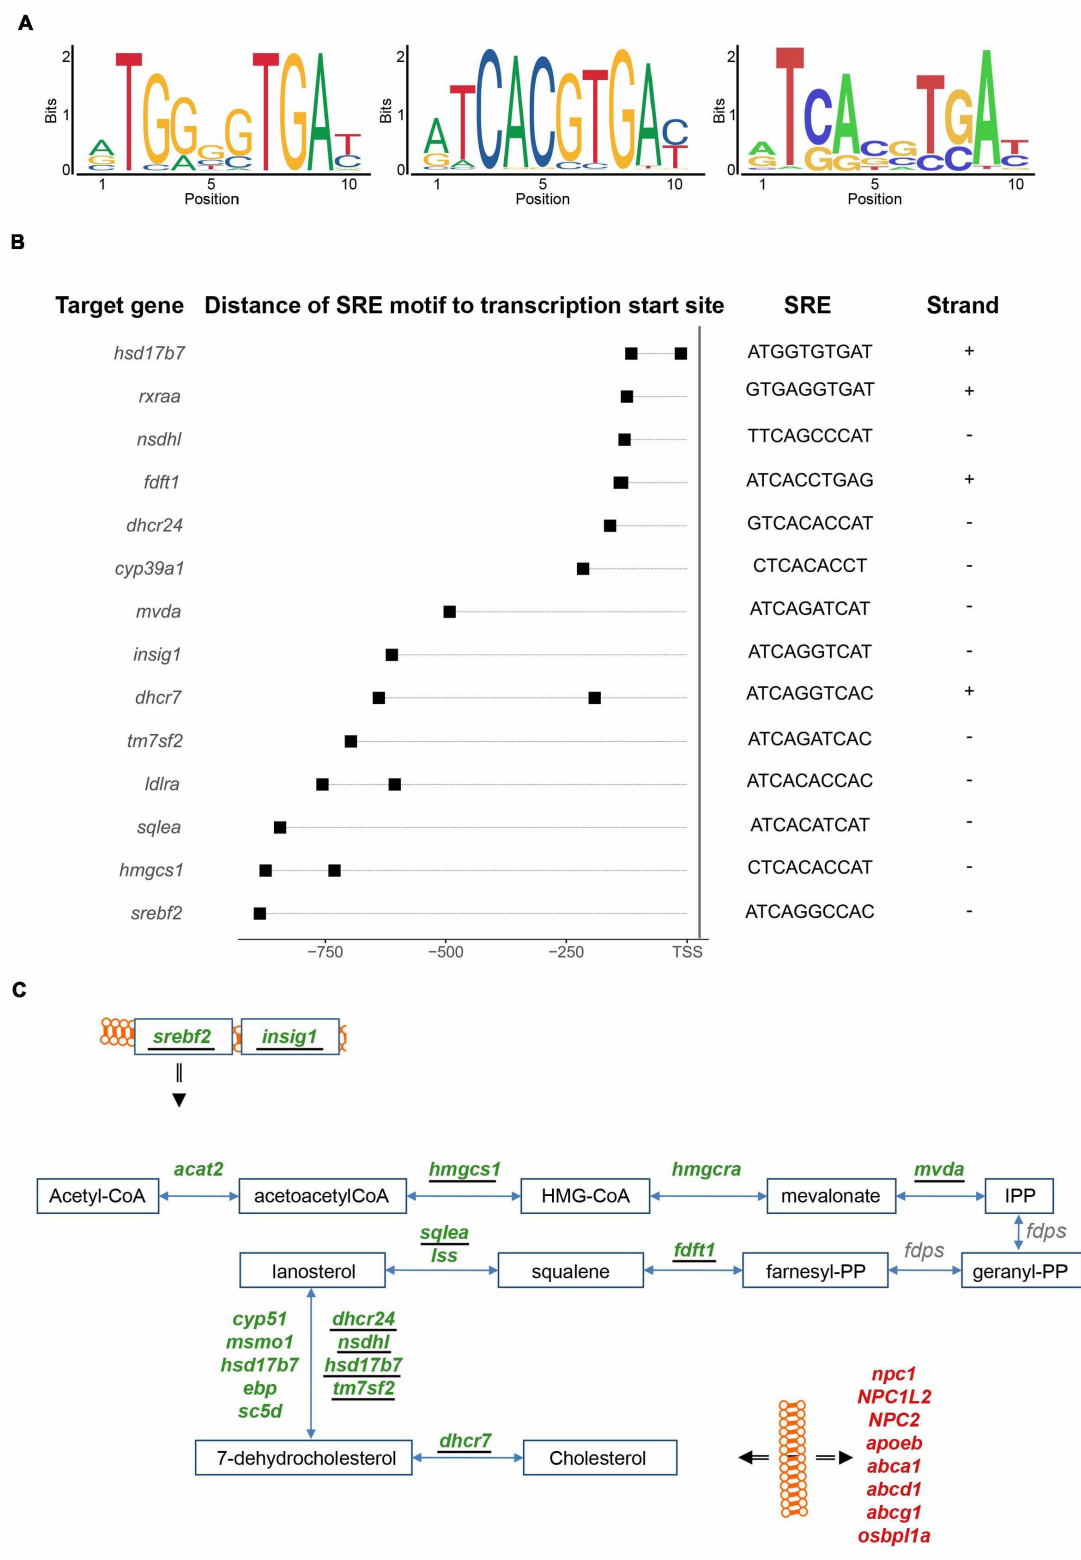 A
2
1
0
Bits
1
5
10
Position
2
1
0
Bits
1
5
10
Position
2
1
0
Bits
1
5
10
Position
B
Target gene Distance of SRE motif to transcription start site SRE Strand
hsd17b7 ATGGTGTGAT +
rxraa GTGAGGTGAT +
nsdhl TTCAGCCCAT -
fdft1 ATCACCTGAG +
dhcr24 GTCACACCAT -
cyp39a1 CTCACACCT -
mvda ATCAGATCAT -
insig1 ATCAGGTCAT -
dhcr7 ATCAGGTCAC +
tm7sf2 ATCAGATCAC -
ldlra ATCACACCAC -
sqlea ATCACATCAT -
hmgcs1 CTCACACCAT -
srebf2 ATCAGGCCAC -
−750 −500 −250 TSS
C
srebf2 insig1
acat2 hmgcs1 hmgcra mvda
Acetyl-CoA acetoacetylCoA HMG-CoA mevalonate IPP
fdps
sqlea
lss fdft1 fdps
lanosterol squalene farnesyl-PP geranyl-PP
cyp51 dhcr24
msmo1 nsdhl
hsd17b7 hsd17b7
ebp tm7sf2
sc5d
dhcr7
7-dehydrocholesterol Cholesterol
npc1
NPC1L2
NPC2
apoeb
abca1
abcd1
abcg1
osbpl1a